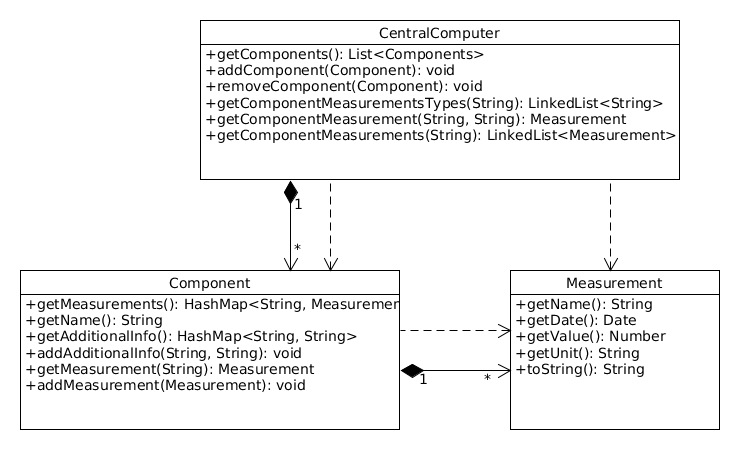 CentralComputer
+getComponents(): List<Components>
+addComponent(Component): void
+removeComponent(Component): void
+getComponentMeasurementsTypes(String): LinkedList<String>
+getComponentMeasurement(String, String): Measurement
+getComponentMeasurements(String): LinkedList<Measurement>
1
*
Component
+getMeasurements(): HashMap<String, Measuremen
+getName(): String
+getAdditionalInfo(): HashMap<String, String>
+addAdditionalInfo(String, String): void
+getMeasurement(String): Measurement
+addMeasurement(Measurement): void
1
*
Measurement
+getName(): String
+getDate(): Date
+getValue(): Number
+getUnit(): String
+toString(): String